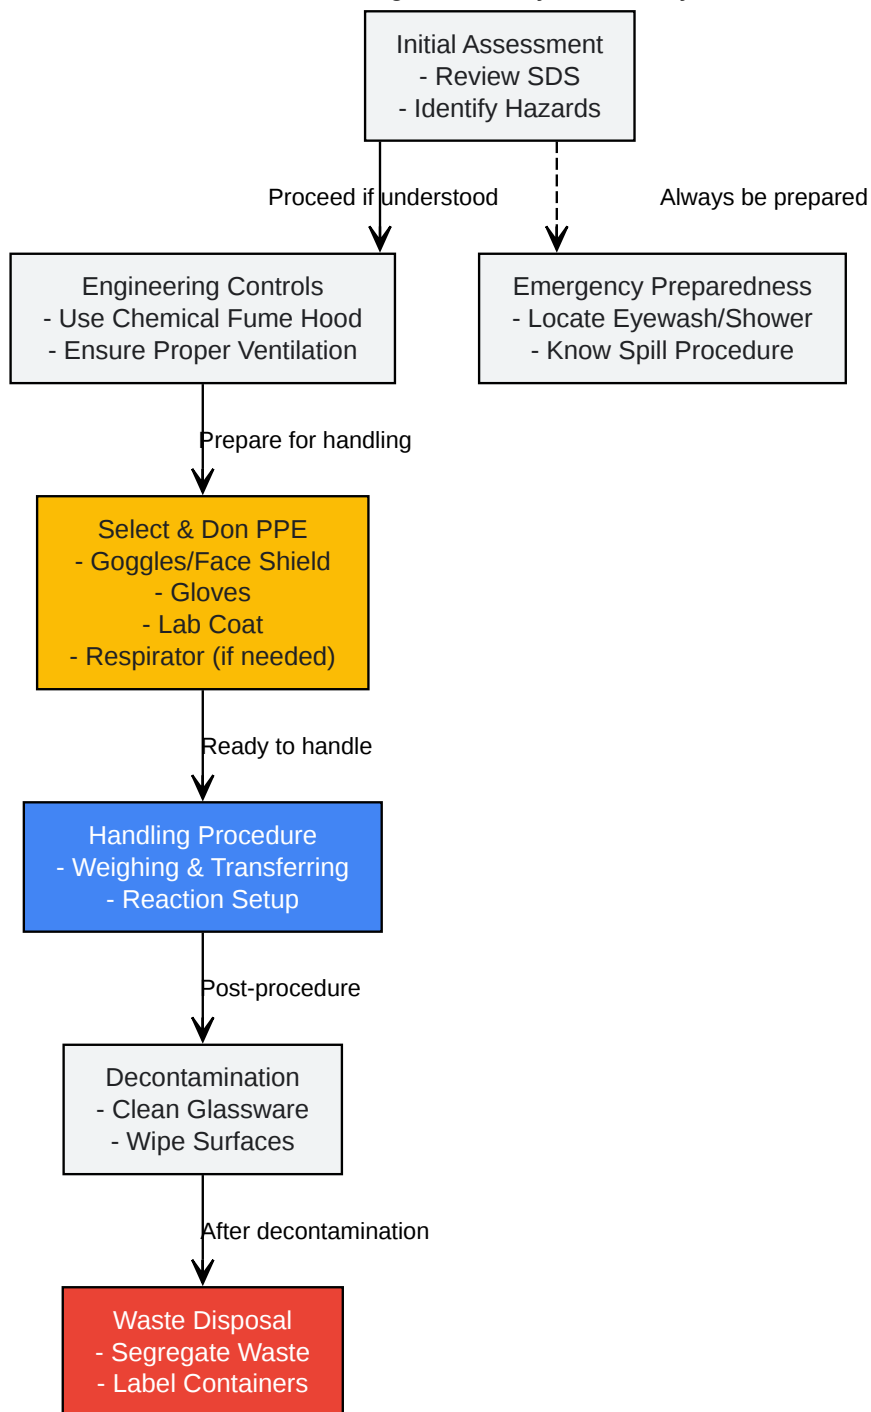 Initial Assessment
- Review SDS
- Identify Hazards
Proceed if understood
Always be prepared
Engineering Controls
- Use Chemical Fume Hood
- Ensure Proper Ventilation
Emergency Preparedness
- Locate Eyewash/Shower
- Know Spill Procedure
Prepare for handling
Select & Don PPE
- Goggles/Face Shield
- Gloves
- Lab Coat
- Respirator (if needed)
Ready to handle
Handling Procedure
- Weighing & Transferring
- Reaction Setup
Post-procedure
Decontamination
- Clean Glassware
- Wipe Surfaces
After decontamination
Waste Disposal
- Segregate Waste
- Label Containers